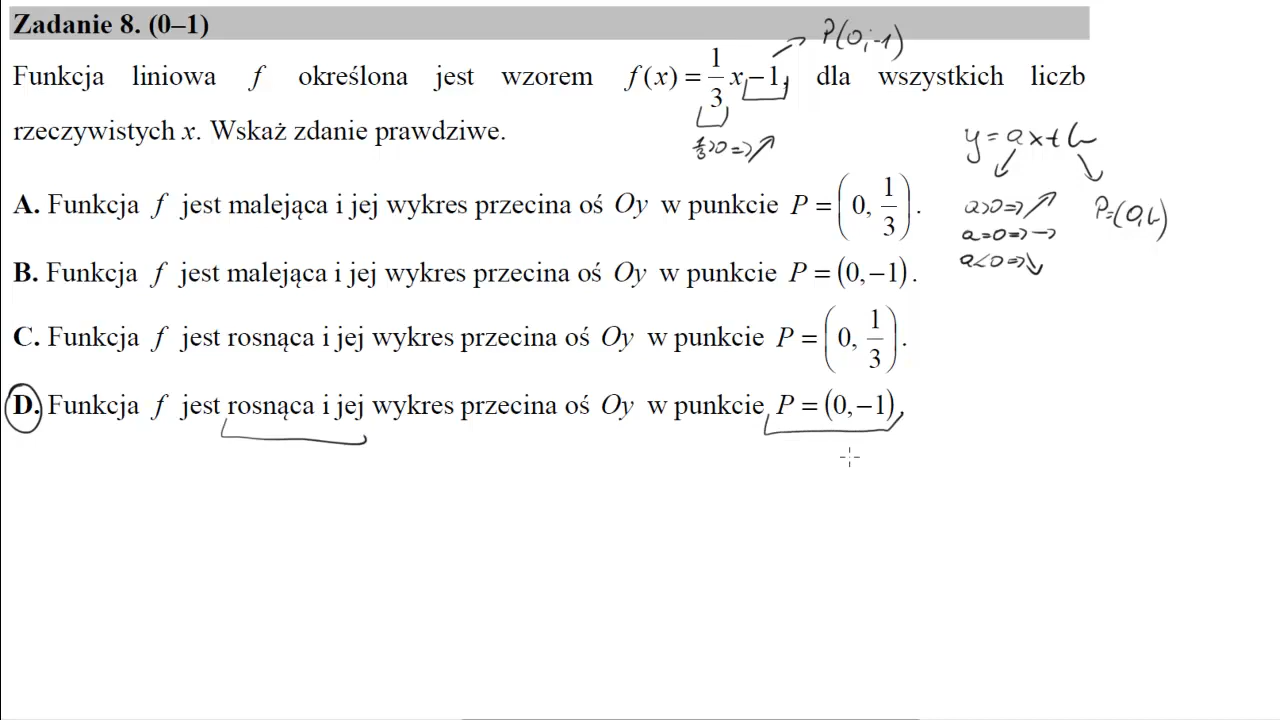 Zadanie 8. (0–1)
P(0;-1)
Funkcja liniowa f określona jest wzorem f(x) = 1/3 x − 1, dla wszystkich liczb
rzeczywistych x. Wskaż zdanie prawdziwe.
1/3>0 => ↗
y = ax+b
a>0 => ↗
a=0 => →
a<0 => ↘
P=(0,b)
A. Funkcja f jest malejąca i jej wykres przecina oś Oy w punkcie P = (0, 1/3).
B. Funkcja f jest malejąca i jej wykres przecina oś Oy w punkcie P = (0, −1).
C. Funkcja f jest rosnąca i jej wykres przecina oś Oy w punkcie P = (0, 1/3).
D. Funkcja f jest rosnąca i jej wykres przecina oś Oy w punkcie P = (0, −1).